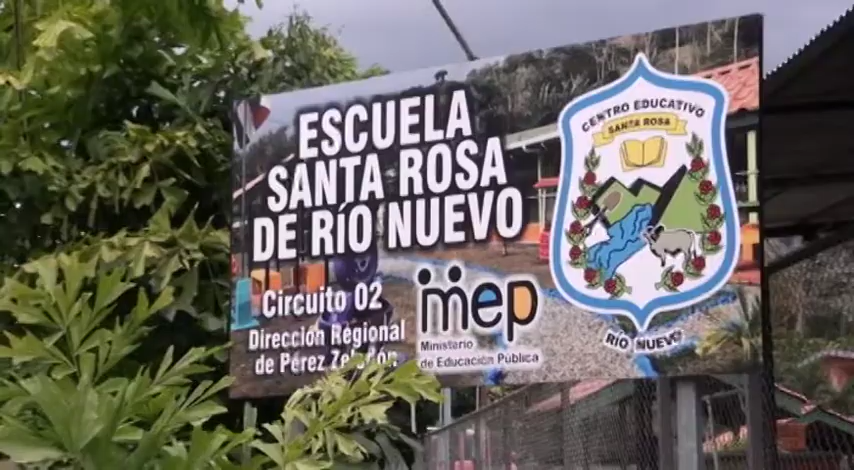 ESCUELA
SANTA ROSA
DE RÍO NUEVO
Circuito 02
Dirección Regional
de Pérez Zeledón
mep
Ministerio
de Educación Pública
CENTRO EDUCATIVO
SANTA ROSA
RÍO NUEVO